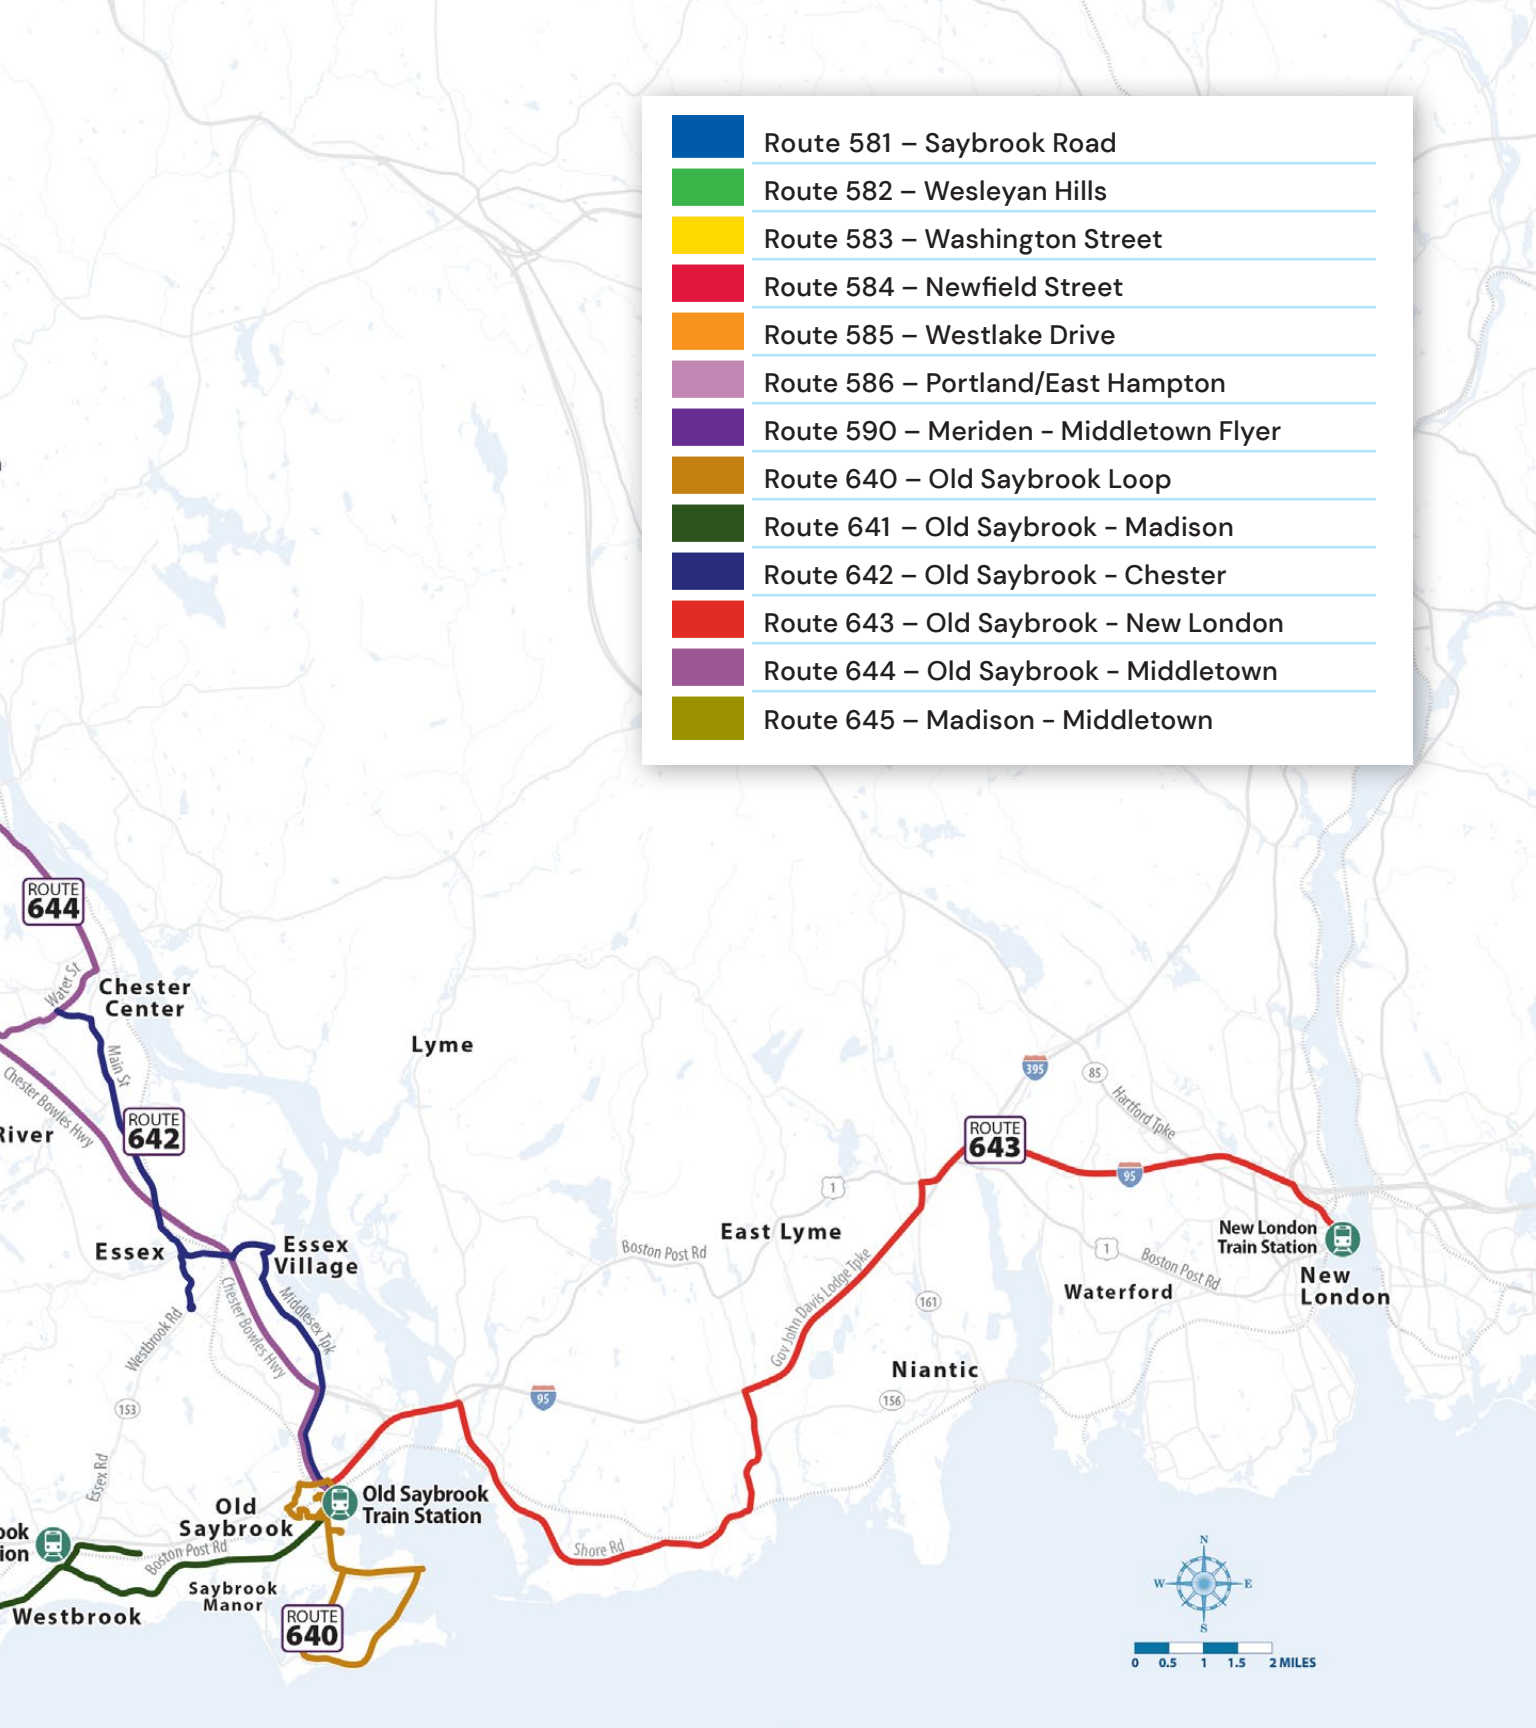 Route 581 – Saybrook Road
Route 582 – Wesleyan Hills
Route 583 – Washington Street
Route 584 – Newfield Street
Route 585 – Westlake Drive
Route 586 – Portland/East Hampton
Route 590 – Meriden - Middletown Flyer
Route 640 – Old Saybrook Loop
Route 641 – Old Saybrook - Madison
Route 642 – Old Saybrook - Chester
Route 643 – Old Saybrook - New London
Route 644 – Old Saybrook - Middletown
Route 645 – Madison - Middletown
ROUTE
644
Water St
Chester
Center
Main St
Chester Bowles Hwy
River
ROUTE
642
Lyme
395
85
Hartford Tpke
ROUTE
643
95
1
East Lyme
Boston Post Rd
Gov John Davis Lodge Tpke
New London
Train Station
New
London
1
Boston Post Rd
Waterford
161
Niantic
156
Essex
Essex
Village
Westbrook Rd
Chester Bowles Hwy
Middlesex Tpk
153
95
Essex Rd
Old Saybrook
Train Station
Old
Saybrook
ook
ion
Boston Post Rd
Shore Rd
Saybrook
Manor
Westbrook
ROUTE
640
N
W
E
S
0 0.5 1 1.5 2 MILES